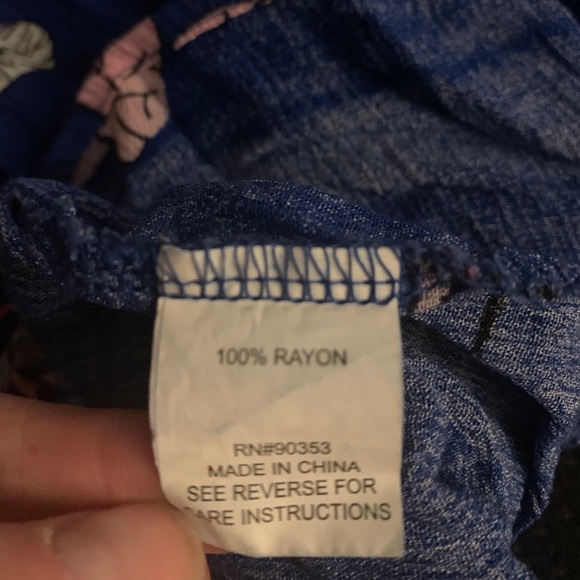 100% RAYON
RN#90353
MADE IN CHINA
SEE REVERSE FOR
CARE INSTRUCTIONS